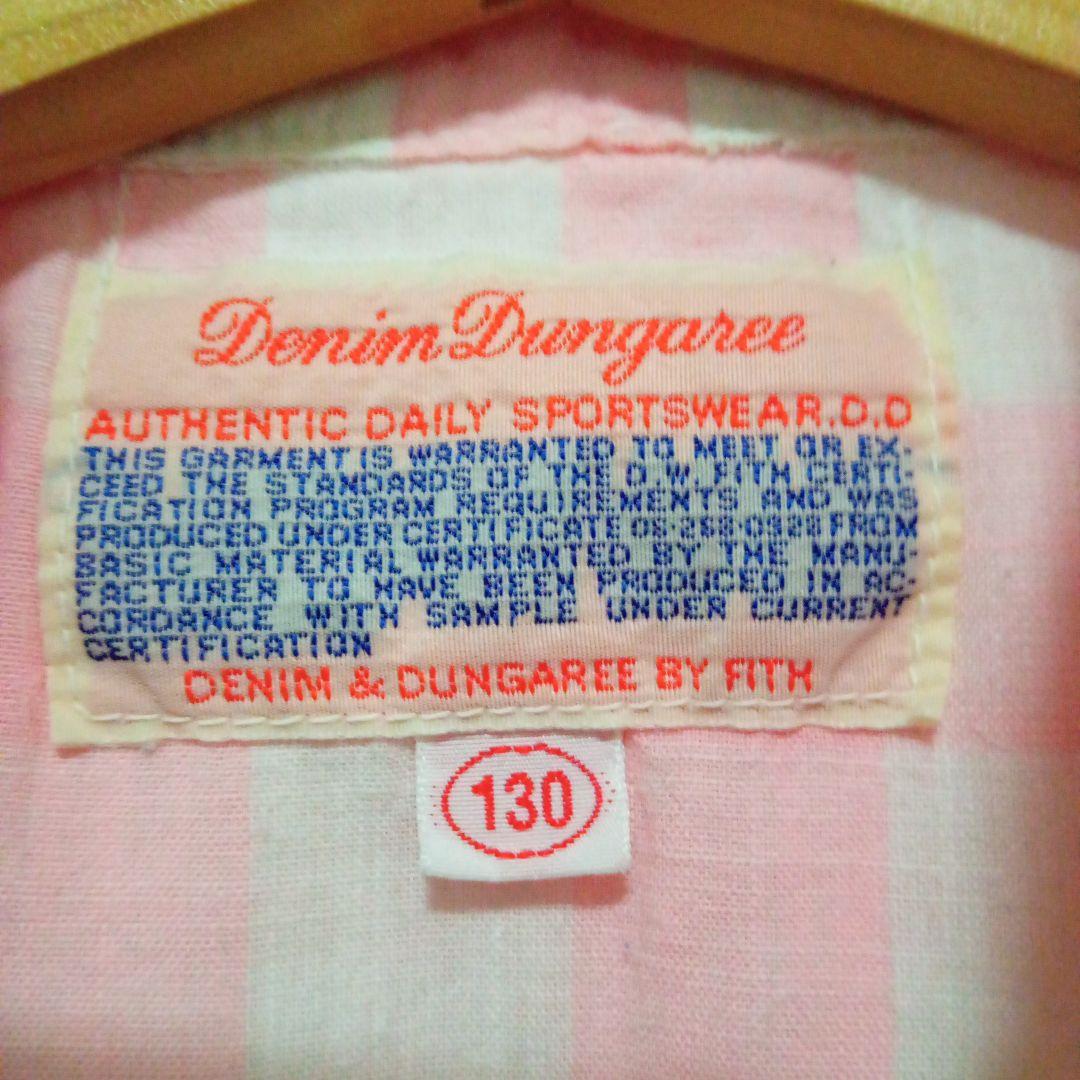 Denim Dungaree
AUTHENTIC DAILY SPORTSWEAR.D.D
THIS GARMENT IS WARRANTED TO MEET OR EX-
CEED THE STANDARDS OF THE D.W FITH CERTI-
FICATION PROGRAM REQUIREMENTS AND WAS
PRODUCED UNDER CERTIFICATE FROM
BASIC MATERIAL WARRANTED BY THE MANU-
FACTURER TO HAVE BEEN PRODUCED IN AC-
CORDANCE WITH SAMPLE UNDER CURRENT
CERTIFICATION
DENIM & DUNGAREE BY FITH
130